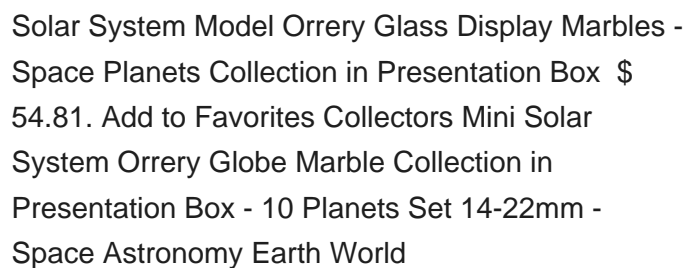 Solar System Model Orrery Glass Display Marbles -
Space Planets Collection in Presentation Box  $
54.81. Add to Favorites Collectors Mini Solar
System Orrery Globe Marble Collection in
Presentation Box - 10 Planets Set 14-22mm -
Space Astronomy Earth World